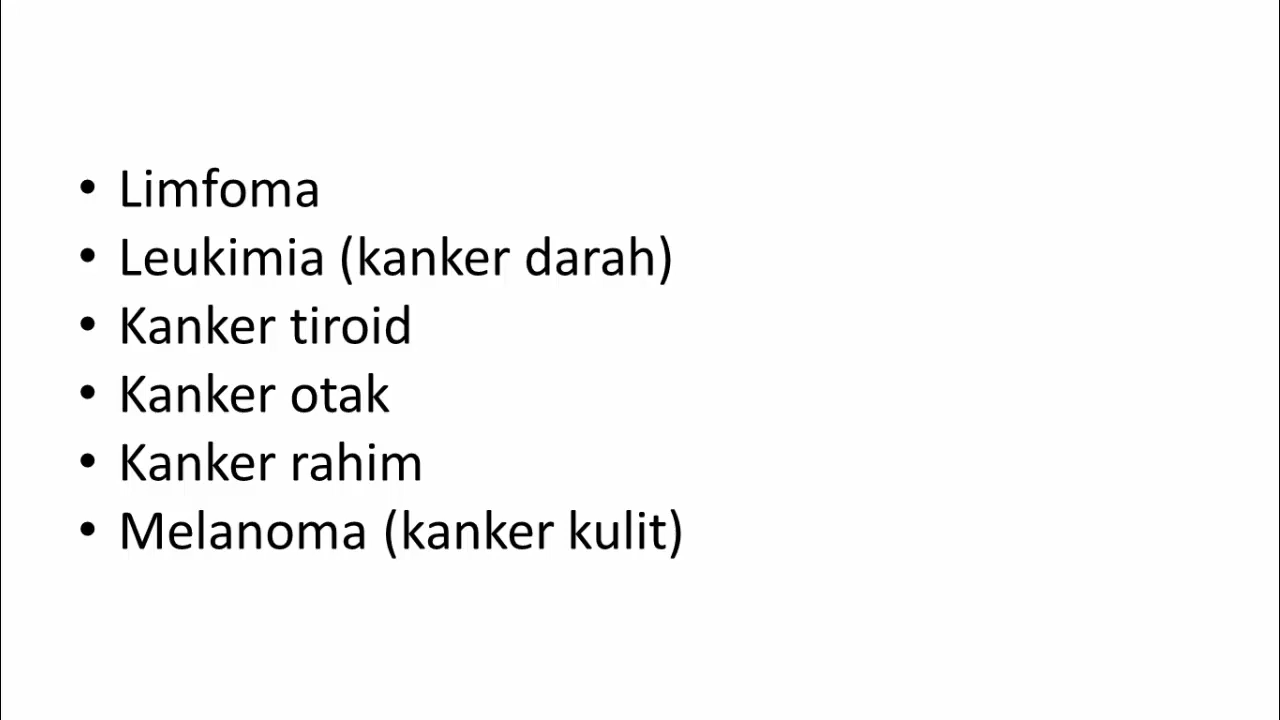 • Limfoma
• Leukimia (kanker darah)
• Kanker tiroid
• Kanker otak
• Kanker rahim
• Melanoma (kanker kulit)